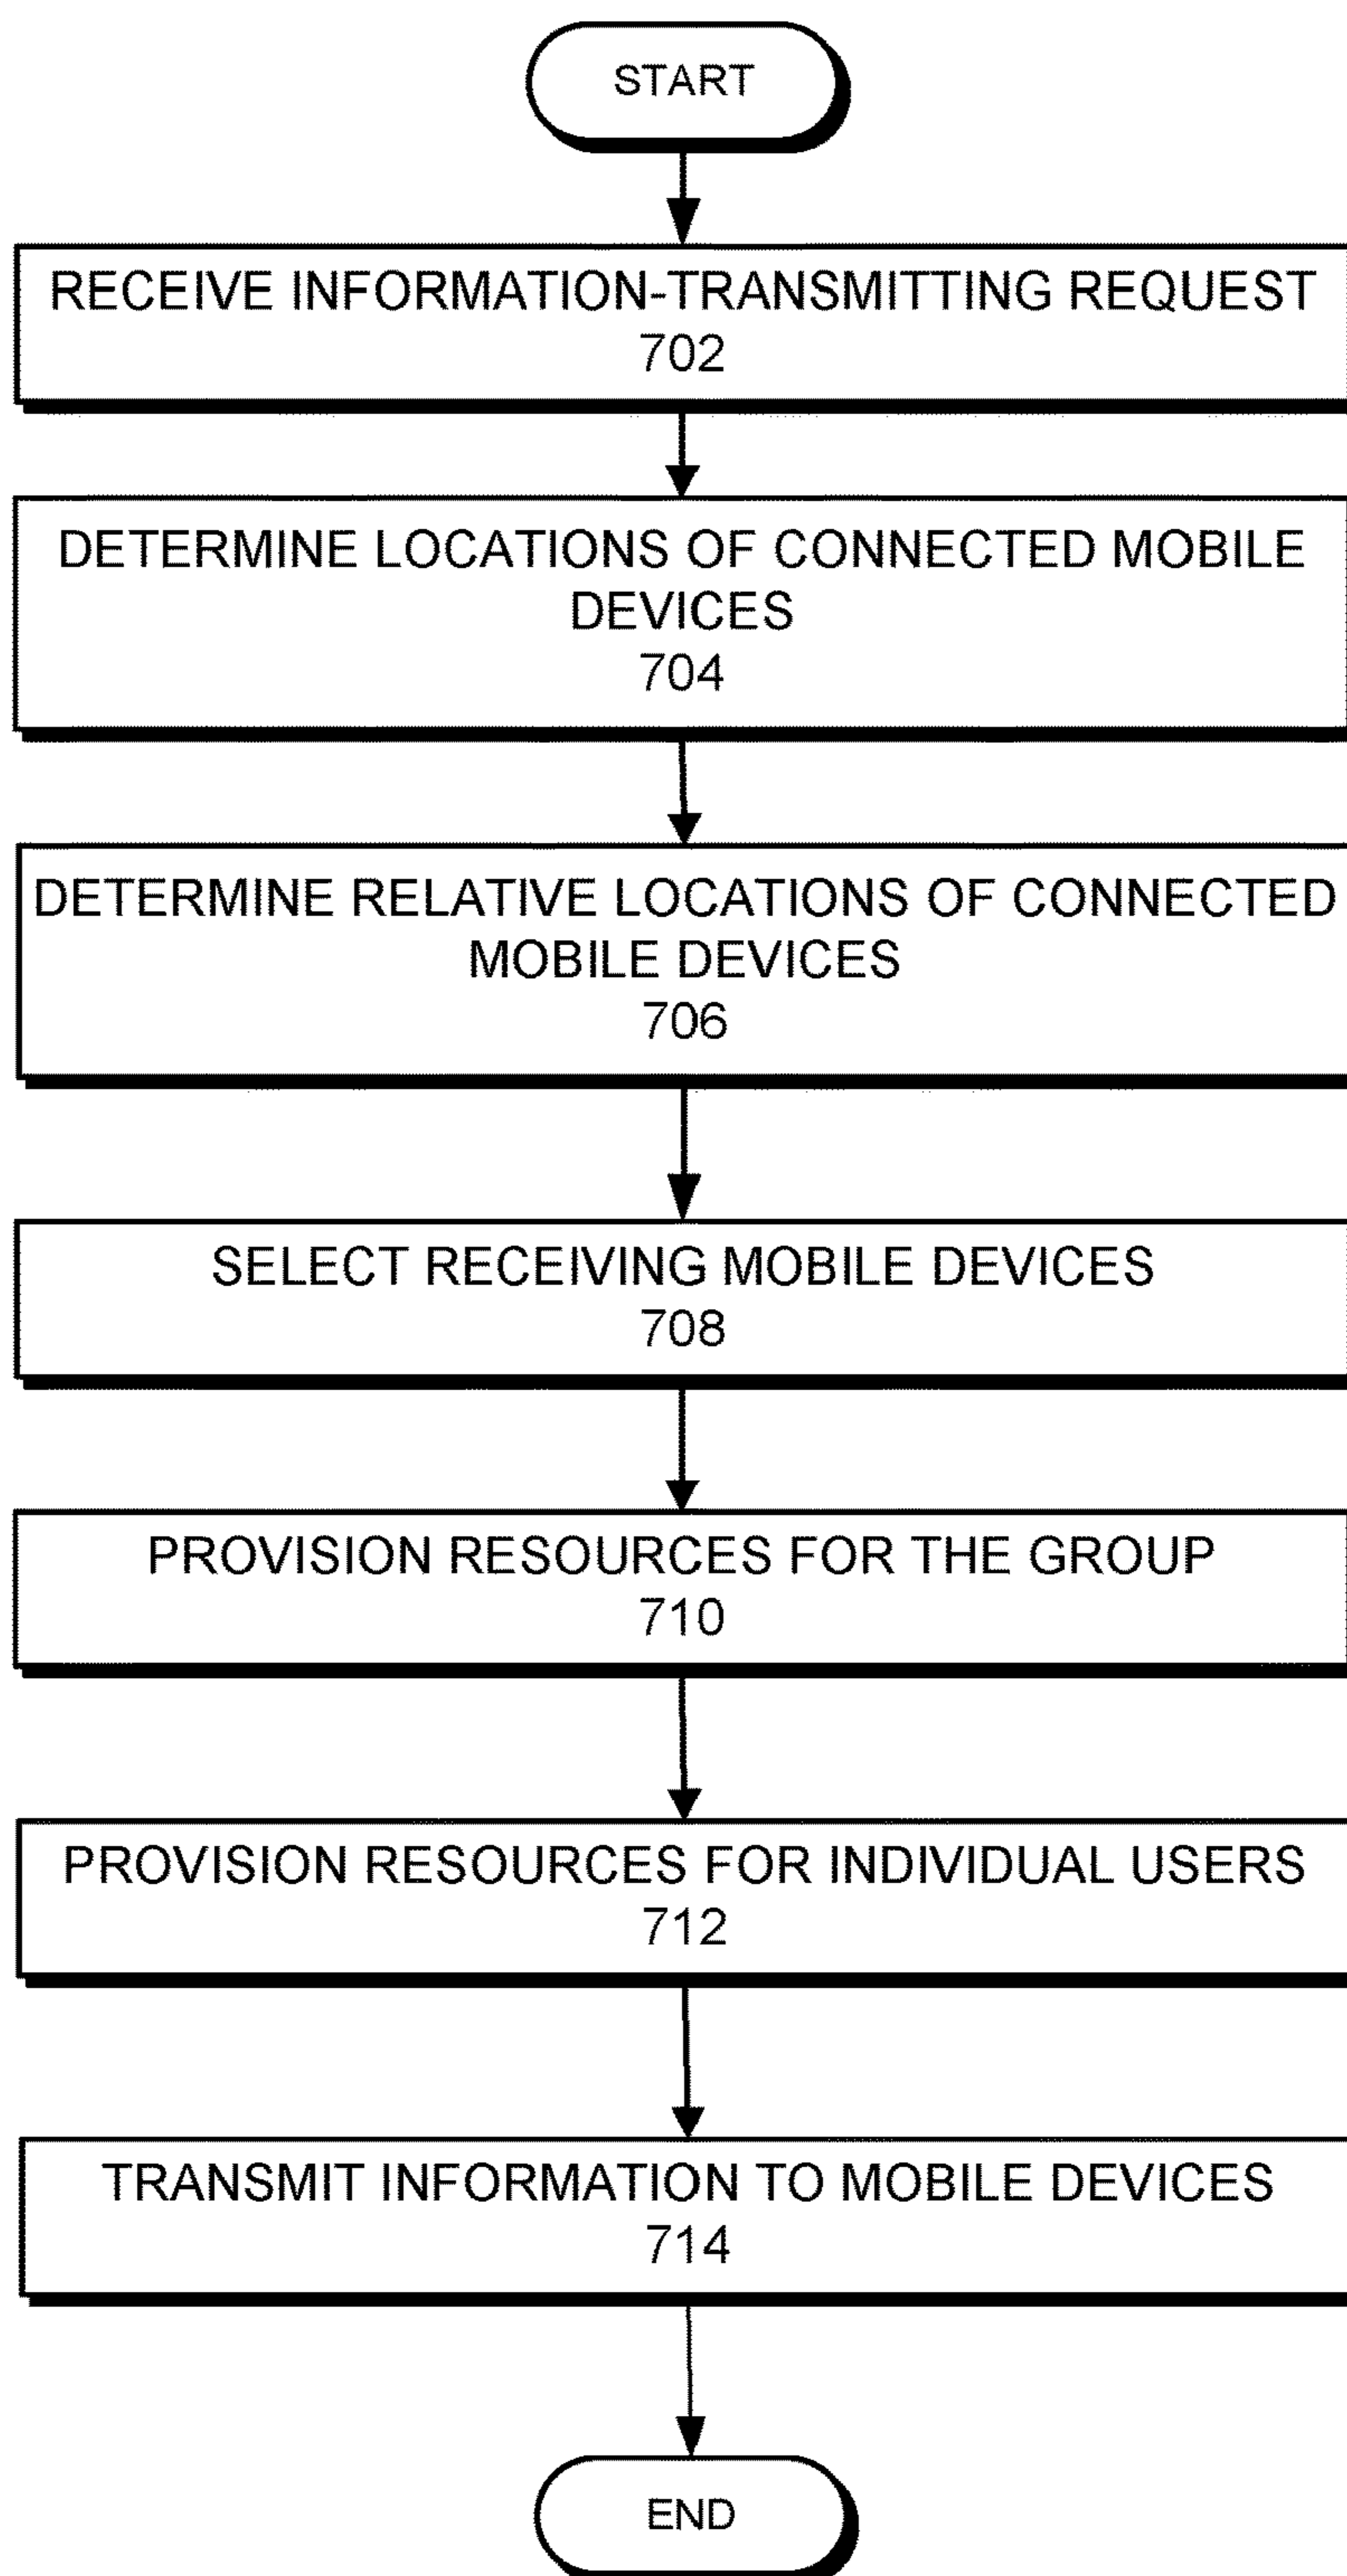 START
RECEIVE INFORMATION-TRANSMITTING REQUEST
702
DETERMINE LOCATIONS OF CONNECTED MOBILE
DEVICES
704
DETERMINE RELATIVE LOCATIONS OF CONNECTED
MOBILE DEVICES
706
SELECT RECEIVING MOBILE DEVICES
708
PROVISION RESOURCES FOR THE GROUP
710
PROVISION RESOURCES FOR INDIVIDUAL USERS
712
TRANSMIT INFORMATION TO MOBILE DEVICES
714
END